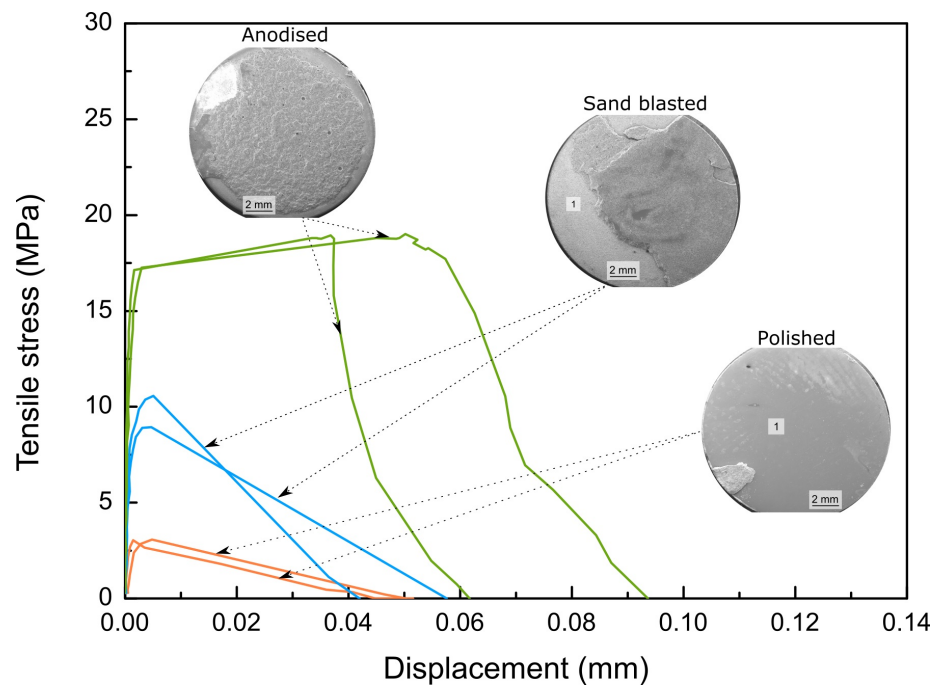 30
25
20
15
10
5
0
Tensile stress (MPa)
Anodised
2 mm
Sand blasted
1
2 mm
Polished
1
2 mm
0.00
0.02
0.04
0.06
0.08
0.10
0.12
0.14
Displacement (mm)